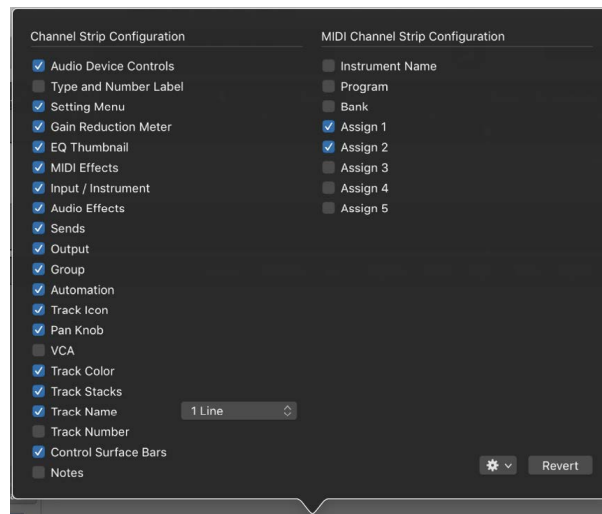 Channel Strip Configuration
Audio Device Controls
Type and Number Label
Setting Menu
Gain Reduction Meter
EQ Thumbnail
MIDI Effects
Input / Instrument
Audio Effects
Sends
Output
Group
Automation
Track Icon
Pan Knob
VCA
Track Color
Track Stacks
Track Name 1 Line
Track Number
Control Surface Bars
Notes
MIDI Channel Strip Configuration
Instrument Name
Program
Bank
Assign 1
Assign 2
Assign 3
Assign 4
Assign 5
Revert